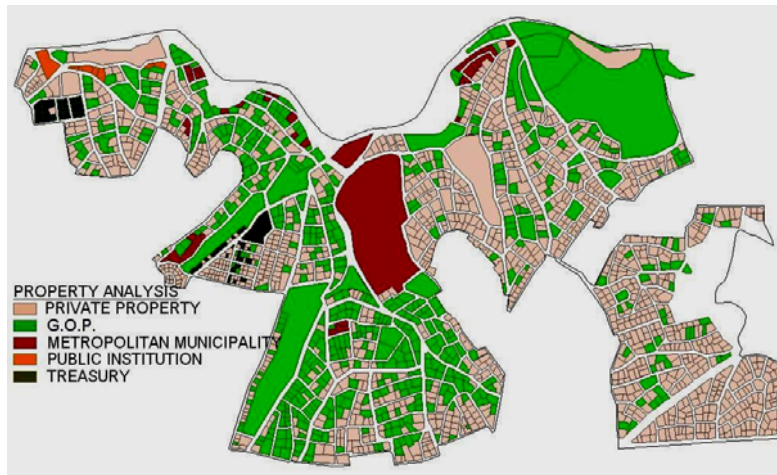 PROPERTY ANALYSIS
PRIVATE PROPERTY
G.O.P.
METROPOLITAN MUNICIPALITY
PUBLIC INSTITUTION
TREASURY